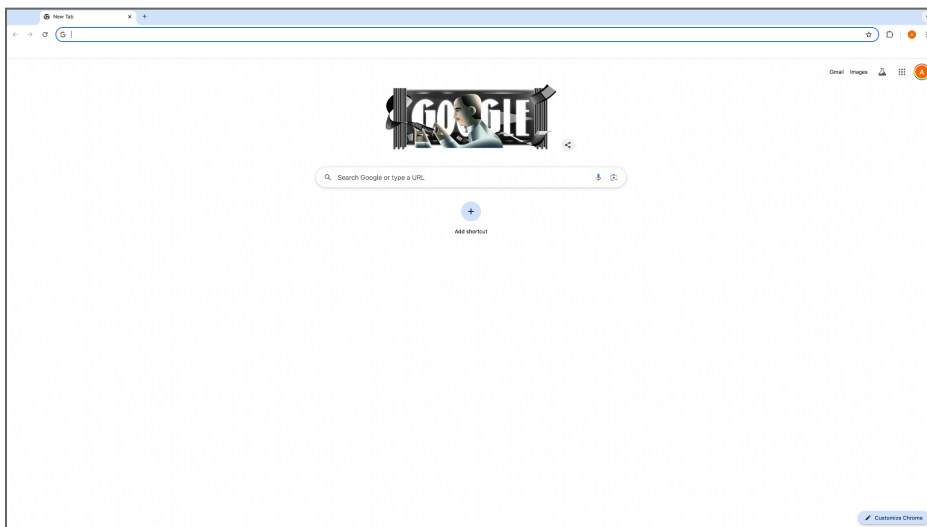 New Tab
Gmail Images
A
GOOGLE
Search Google or type a URL
Add shortcut
Customize Chrome